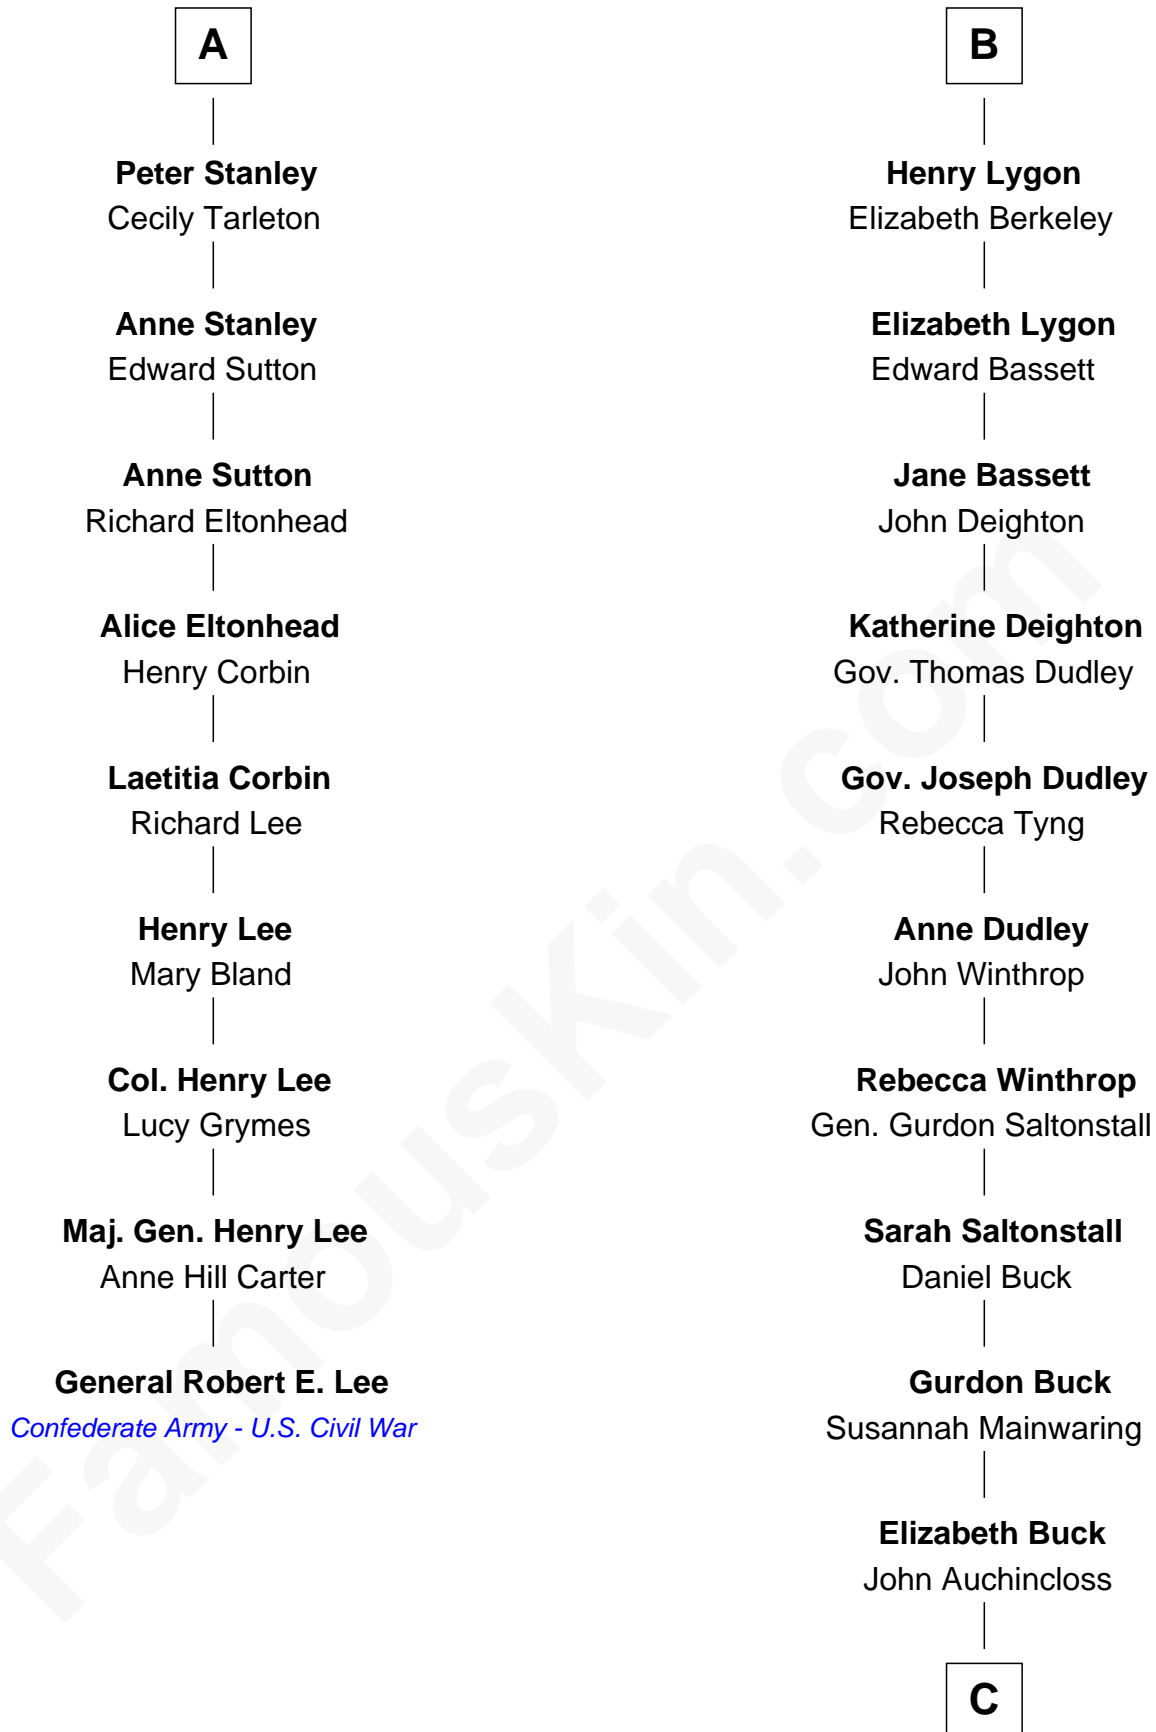 A
Peter Stanley
Cecily Tarleton
Anne Stanley
Edward Sutton
Anne Sutton
Richard Eltonhead
Alice Eltonhead
Henry Corbin
Laetitia Corbin
Richard Lee
Henry Lee
Mary Bland
Col. Henry Lee
Lucy Grymes
Maj. Gen. Henry Lee
Anne Hill Carter
General Robert E. Lee
Confederate Army - U.S. Civil War
B
Henry Lygon
Elizabeth Berkeley
Elizabeth Lygon
Edward Bassett
Jane Bassett
John Deighton
Katherine Deighton
Gov. Thomas Dudley
Gov. Joseph Dudley
Rebecca Tyng
Anne Dudley
John Winthrop
Rebecca Winthrop
Gen. Gurdon Saltonstall
Sarah Saltonstall
Daniel Buck
Gurdon Buck
Susannah Mainwaring
Elizabeth Buck
John Auchincloss
C
FamousKin.com